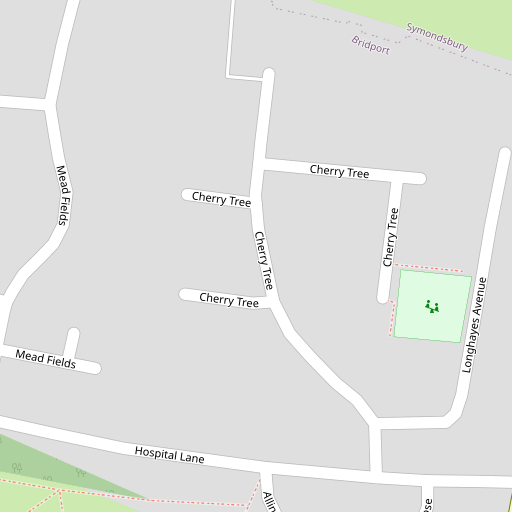 Symondsbury
Bridport
Cherry Tree
Mead Fields
Cherry Tree
Cherry Tree
Cherry Tree
Cherry Tree
Longhayes Avenue
Mead Fields
Hospital Lane